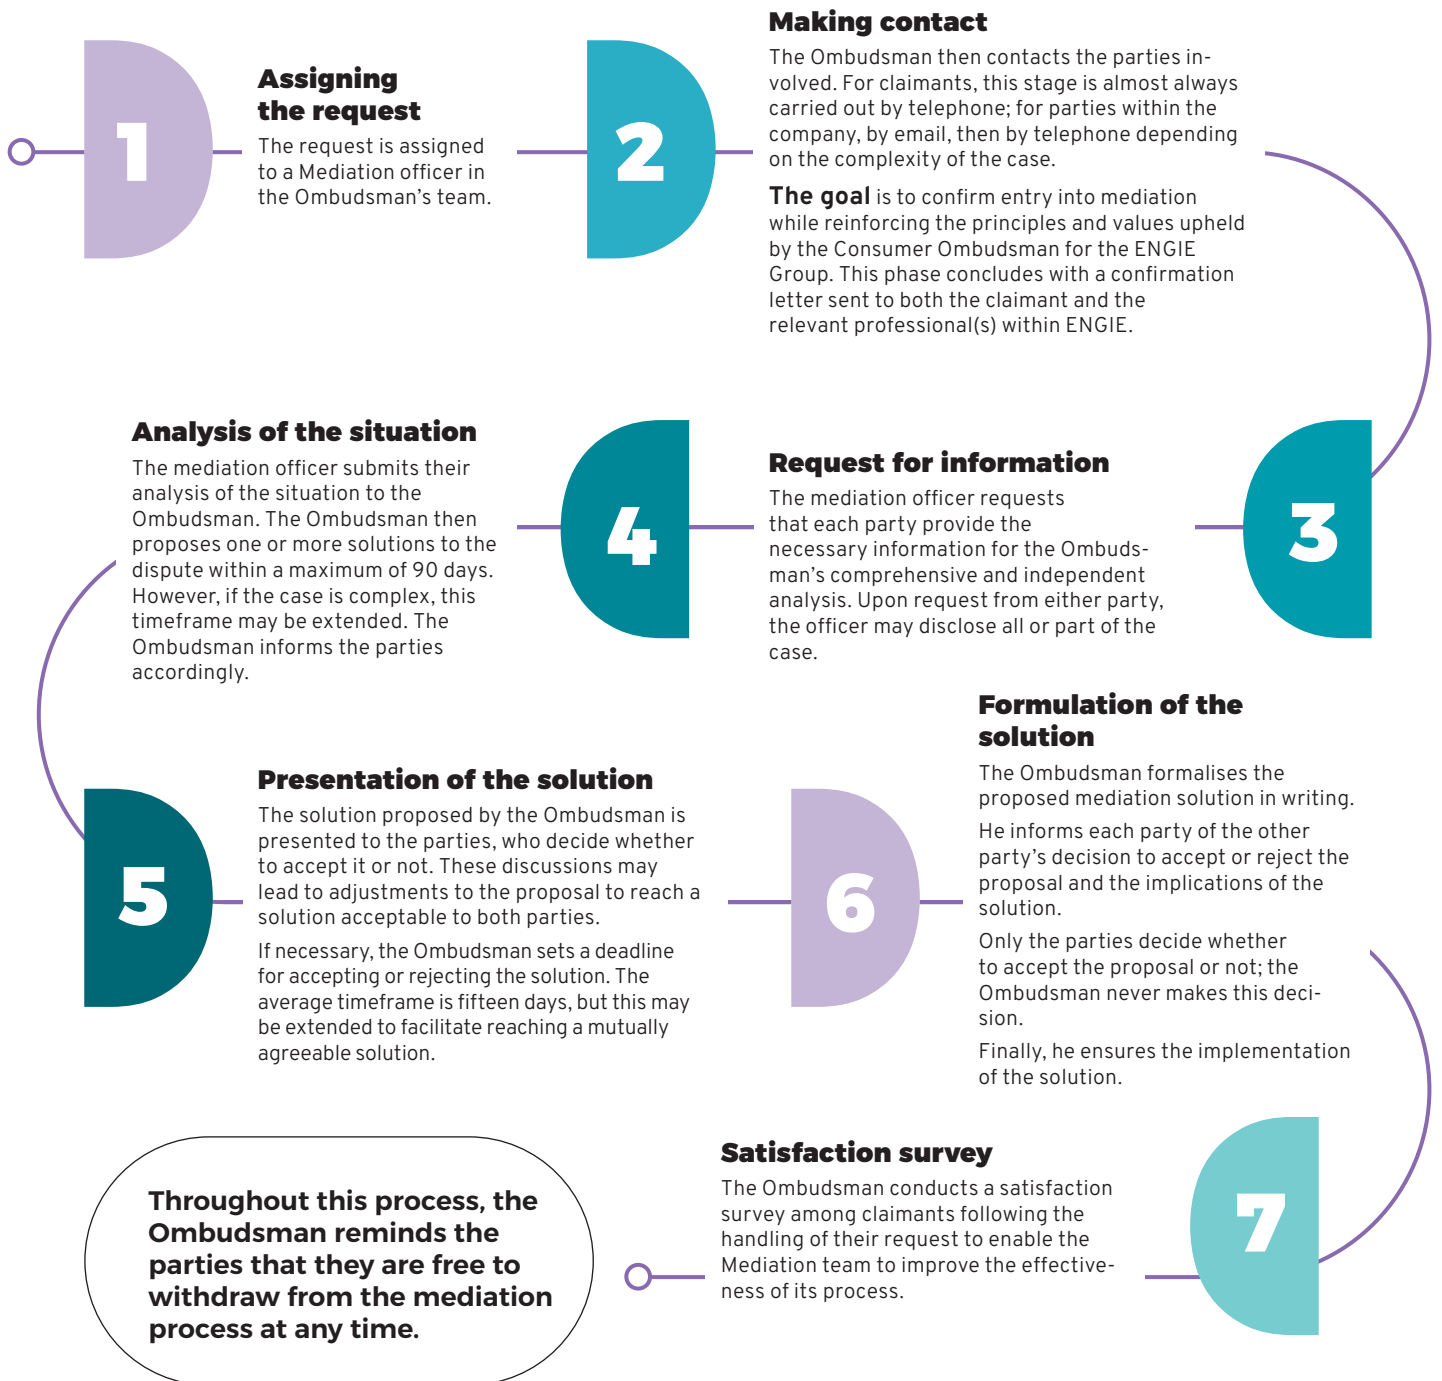 1
Assigning
the request
The request is assigned
to a Mediation officer in
the Ombudsman's team.
2
Making contact
The Ombudsman then contacts the parties in-
volved. For claimants, this stage is almost always
carried out by telephone; for parties within the
company, by email, then by telephone depending
on the complexity of the case.
The goal is to confirm entry into mediation
while reinforcing the principles and values upheld
by the Consumer Ombudsman for the ENGIE
Group. This phase concludes with a confirmation
letter sent to both the claimant and the
relevant professional(s) within ENGIE.
3
Request for information
The mediation officer requests
that each party provide the
necessary information for the Ombuds-
man's comprehensive and independent
analysis. Upon request from either party,
the officer may disclose all or part of the
case.
4
Analysis of the situation
The mediation officer submits their
analysis of the situation to the
Ombudsman. The Ombudsman then
proposes one or more solutions to the
dispute within a maximum of 90 days.
However, if the case is complex, this
timeframe may be extended. The
Ombudsman informs the parties
accordingly.
5
Presentation of the solution
The solution proposed by the Ombudsman is
presented to the parties, who decide whether
to accept it or not. These discussions may
lead to adjustments to the proposal to reach a
solution acceptable to both parties.
If necessary, the Ombudsman sets a deadline
for accepting or rejecting the solution. The
average timeframe is fifteen days, but this may
be extended to facilitate reaching a mutually
agreeable solution.
6
Formulation of the
solution
The Ombudsman formalises the
proposed mediation solution in writing.
He informs each party of the other
party's decision to accept or reject the
proposal and the implications of the
solution.
Only the parties decide whether
to accept the proposal or not; the
Ombudsman never makes this deci-
sion.
Finally, he ensures the implementation
of the solution.
7
Satisfaction survey
The Ombudsman conducts a satisfaction
survey among claimants following the
handling of their request to enable the
Mediation team to improve the effective-
ness of its process.
Throughout this process, the
Ombudsman reminds the
parties that they are free to
withdraw from the mediation
process at any time.